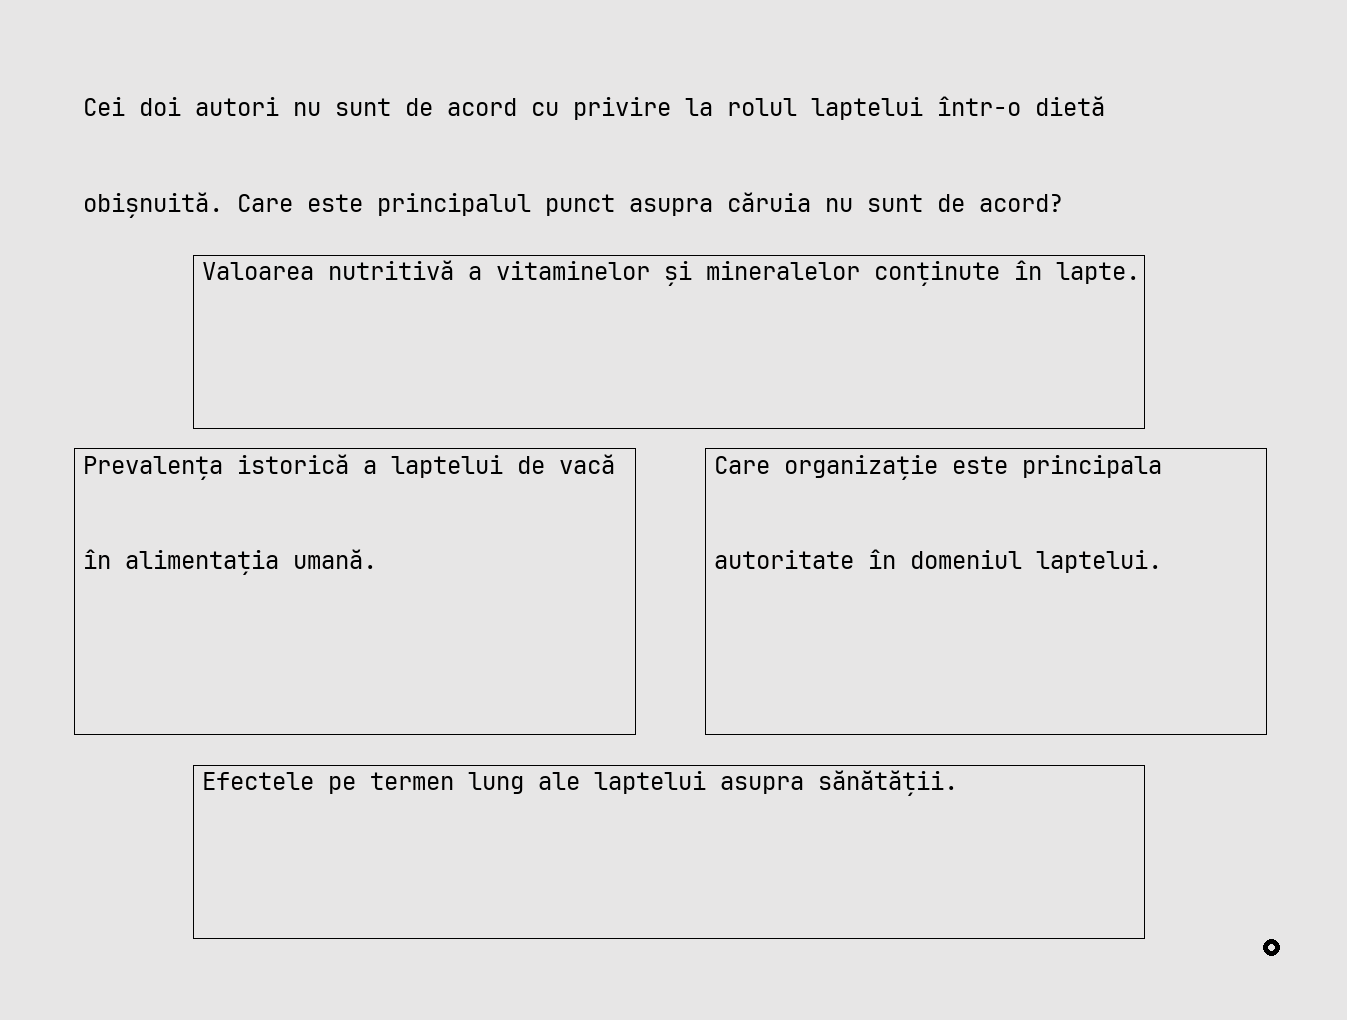 Cei doi autori nu sunt de acord cu privire la rolul laptelui într-o dietă
obișnuită. Care este principalul punct asupra căruia nu sunt de acord?
Valoarea nutritivă a vitaminelor și mineralelor conținute în lapte.
Prevalența istorică a laptelui de vacă
în alimentația umană.
Care organizație este principala
autoritate în domeniul laptelui.
Efectele pe termen lung ale laptelui asupra sănătății.